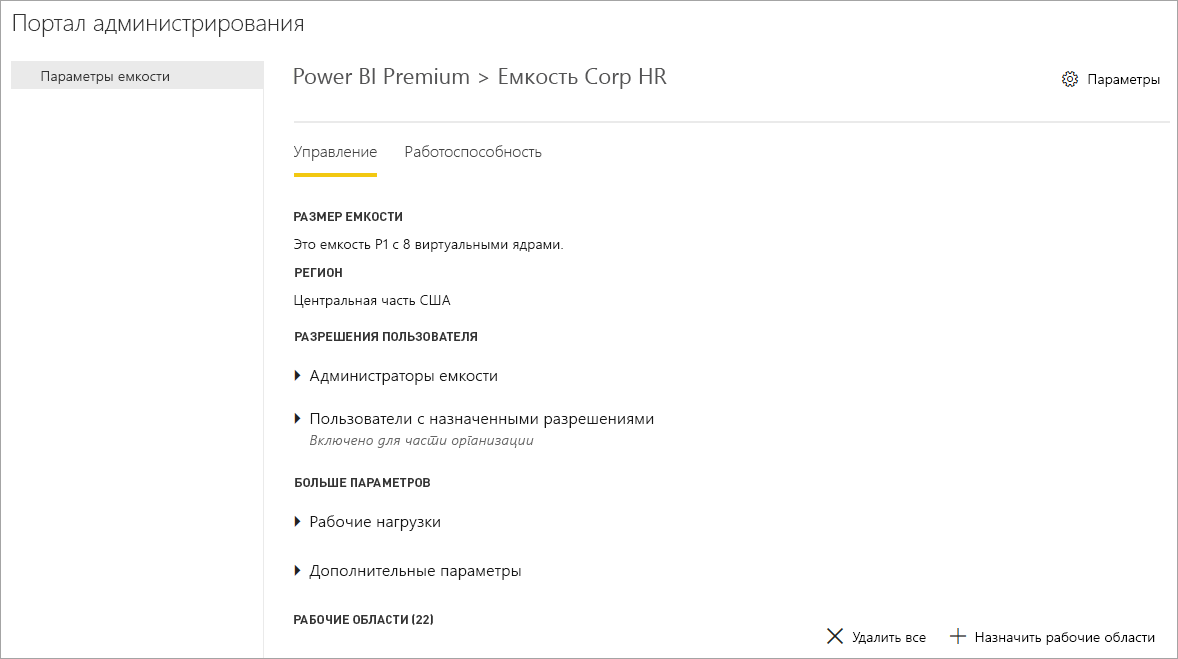 Портал администрирования
Параметры емкости
Power BI Premium > Емкость Corp HR
Параметры
Управление
Работоспособность
РАЗМЕР ЕМКОСТИ
Это емкость P1 с 8 виртуальными ядрами.
РЕГИОН
Центральная часть США
РАЗРЕШЕНИЯ ПОЛЬЗОВАТЕЛЯ
Администраторы емкости
Пользователи с назначенными разрешениями
Включено для части организации
БОЛЬШЕ ПАРАМЕТРОВ
Рабочие нагрузки
Дополнительные параметры
РАБОЧИЕ ОБЛАСТИ (22)
Удалить все
Назначить рабочие области